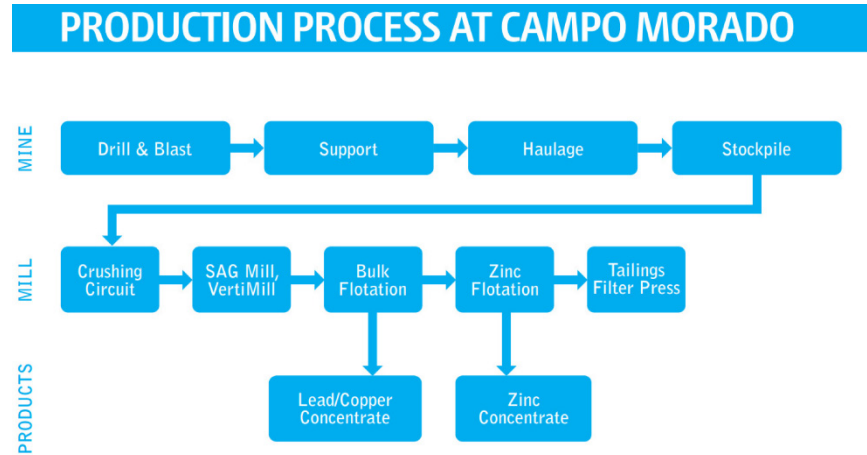 PRODUCTION PROCESS AT CAMPO MORADO
MINE
Drill & Blast
Support
Haulage
Stockpile
MILL
Crushing
Circuit
SAG Mill,
VertiMill
Bulk
Flotation
Zinc
Flotation
Tailings
Filter Press
PRODUCTS
Lead/Copper
Concentrate
Zinc
Concentrate